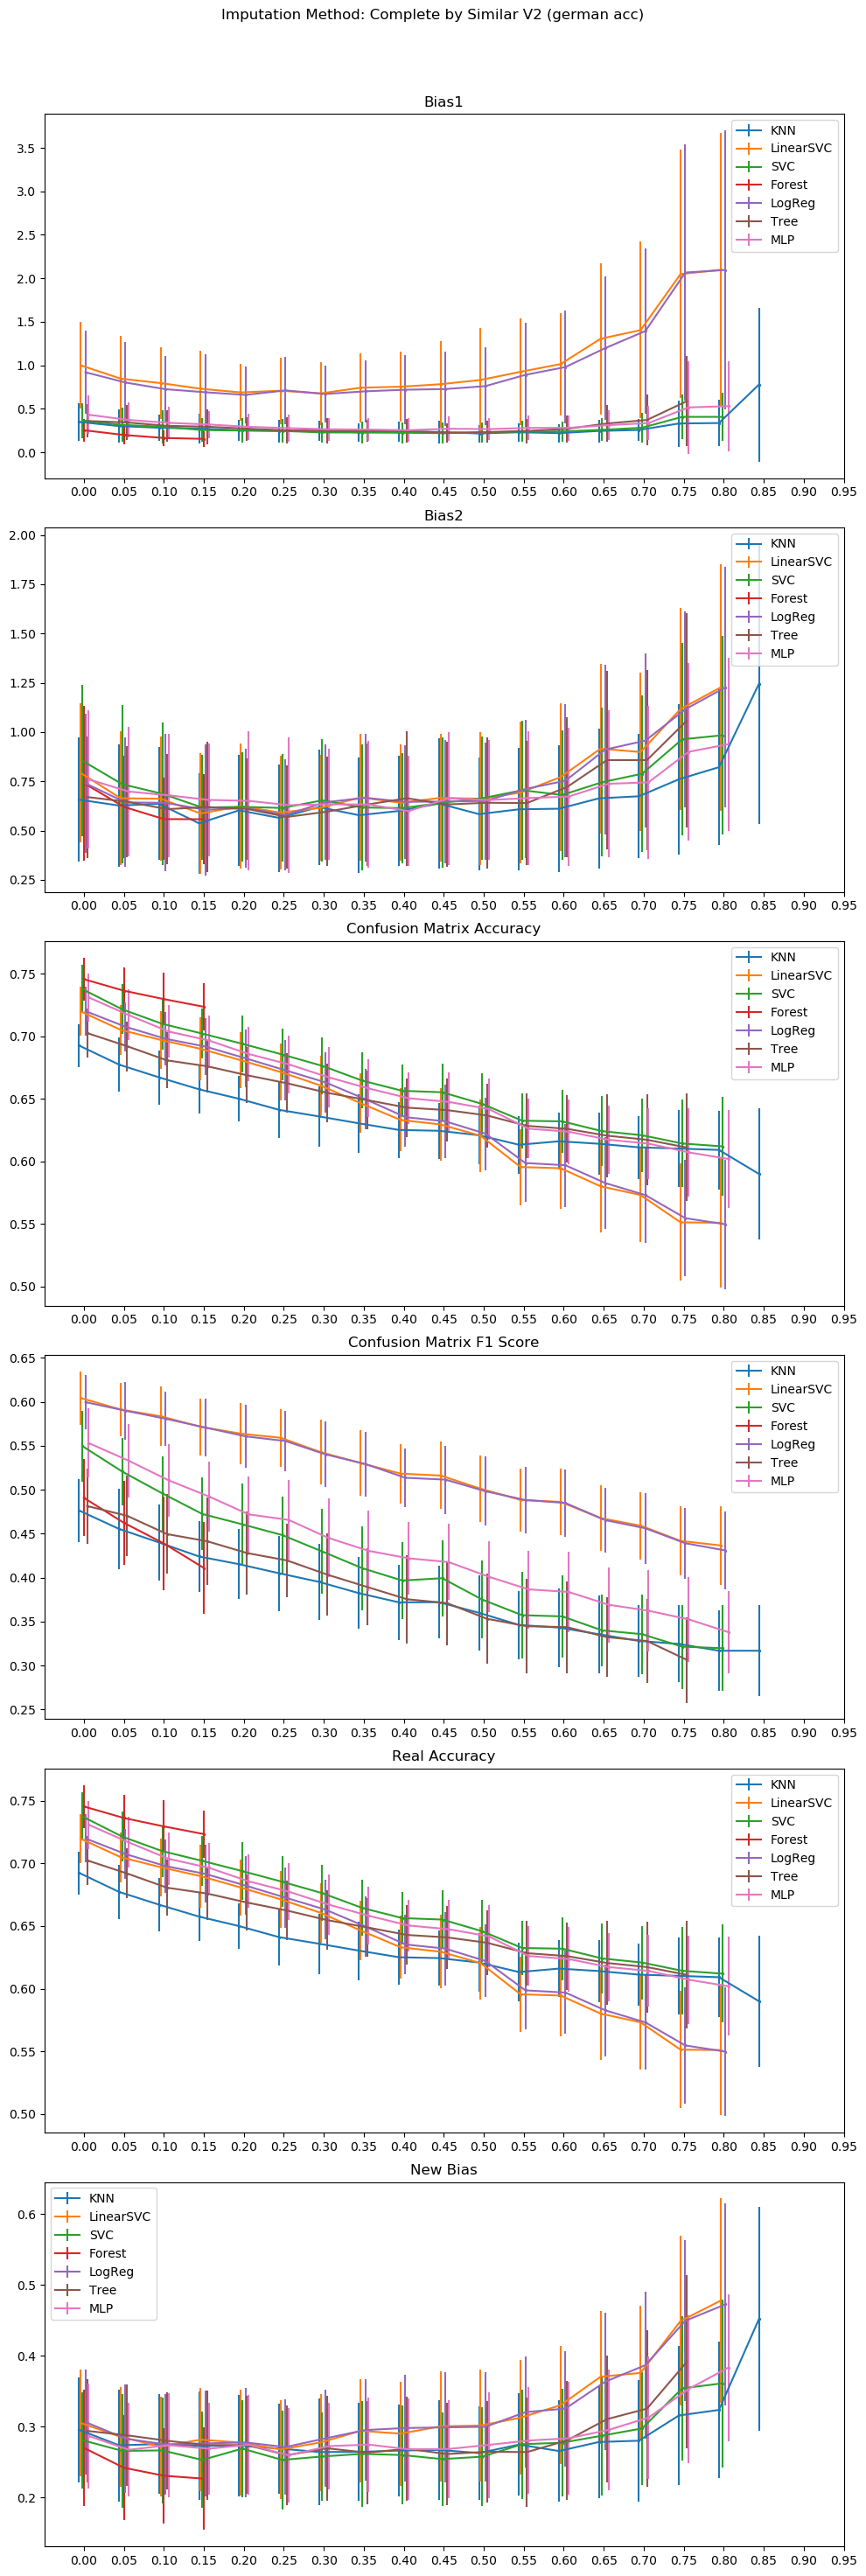 Imputation Method: Complete by Similar V2 (german acc)
Bias1
3.5
3.0
2.5
2.0
1.5
1.0
0.5
0.0
KNN
LinearSVC
SVC
Forest
LogReg
Tree
MLP
0.00 0.05 0.10 0.15 0.20 0.25 0.30 0.35 0.40 0.45 0.50 0.55 0.60 0.65 0.70 0.75 0.80 0.85 0.90 0.95
Bias2
2.00
1.75
1.50
1.25
1.00
0.75
0.50
0.25
KNN
LinearSVC
SVC
Forest
LogReg
Tree
MLP
0.00 0.05 0.10 0.15 0.20 0.25 0.30 0.35 0.40 0.45 0.50 0.55 0.60 0.65 0.70 0.75 0.80 0.85 0.90 0.95
Confusion Matrix Accuracy
0.75
0.70
0.65
0.60
0.55
0.50
KNN
LinearSVC
SVC
Forest
LogReg
Tree
MLP
0.00 0.05 0.10 0.15 0.20 0.25 0.30 0.35 0.40 0.45 0.50 0.55 0.60 0.65 0.70 0.75 0.80 0.85 0.90 0.95
Confusion Matrix F1 Score
0.65
0.60
0.55
0.50
0.45
0.40
0.35
0.30
0.25
KNN
LinearSVC
SVC
Forest
LogReg
Tree
MLP
0.00 0.05 0.10 0.15 0.20 0.25 0.30 0.35 0.40 0.45 0.50 0.55 0.60 0.65 0.70 0.75 0.80 0.85 0.90 0.95
Real Accuracy
0.75
0.70
0.65
0.60
0.55
0.50
KNN
LinearSVC
SVC
Forest
LogReg
Tree
MLP
0.00 0.05 0.10 0.15 0.20 0.25 0.30 0.35 0.40 0.45 0.50 0.55 0.60 0.65 0.70 0.75 0.80 0.85 0.90 0.95
New Bias
0.6
0.5
0.4
0.3
0.2
KNN
LinearSVC
SVC
Forest
LogReg
Tree
MLP
0.00 0.05 0.10 0.15 0.20 0.25 0.30 0.35 0.40 0.45 0.50 0.55 0.60 0.65 0.70 0.75 0.80 0.85 0.90 0.95